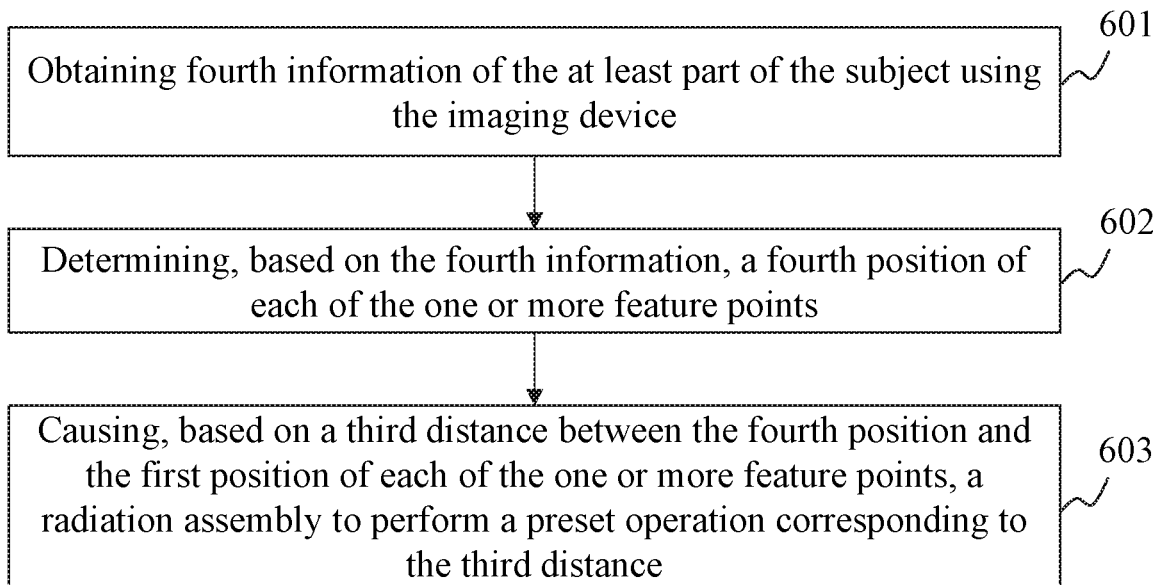 601
Obtaining fourth information of the at least part of the subject using
the imaging device
602
Determining, based on the fourth information, a fourth position of
each of the one or more feature points
Causing, based on a third distance between the fourth position and
the first position of each of the one or more feature points, a
603
radiation assembly to perform a preset operation corresponding to
the third distance